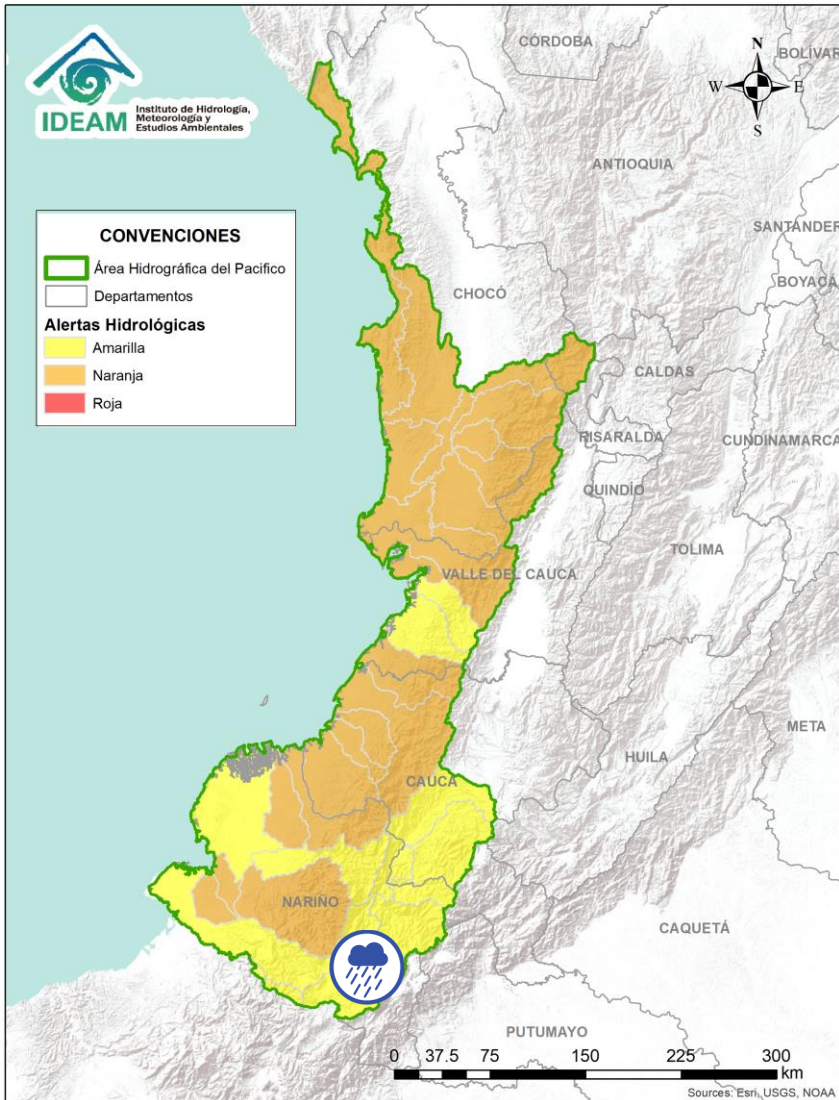 IDEAM
Instituto de Hidrología,
Meteorología y
Estudios Ambientales
CONVENCIONES
Área Hidrográfica del Pacifico
Departamentos
Alertas Hidrológicas
Amarilla
Naranja
Roja
N
W
E
S
CÓRDOBA
BOLÍVAR
ANTIOQUIA
SANTANDER
BOYACÁ
CHOCÓ
CALDAS
RISARALDA
CUNDINAMARCA
QUINDÍO
TOLIMA
VALLE DEL CAUCA
META
HUILA
CAUCA
NARIÑO
CAQUETÁ
PUTUMAYO
0 37.5 75 150 225 300
km
Sources: Esri, USGS, NOAA